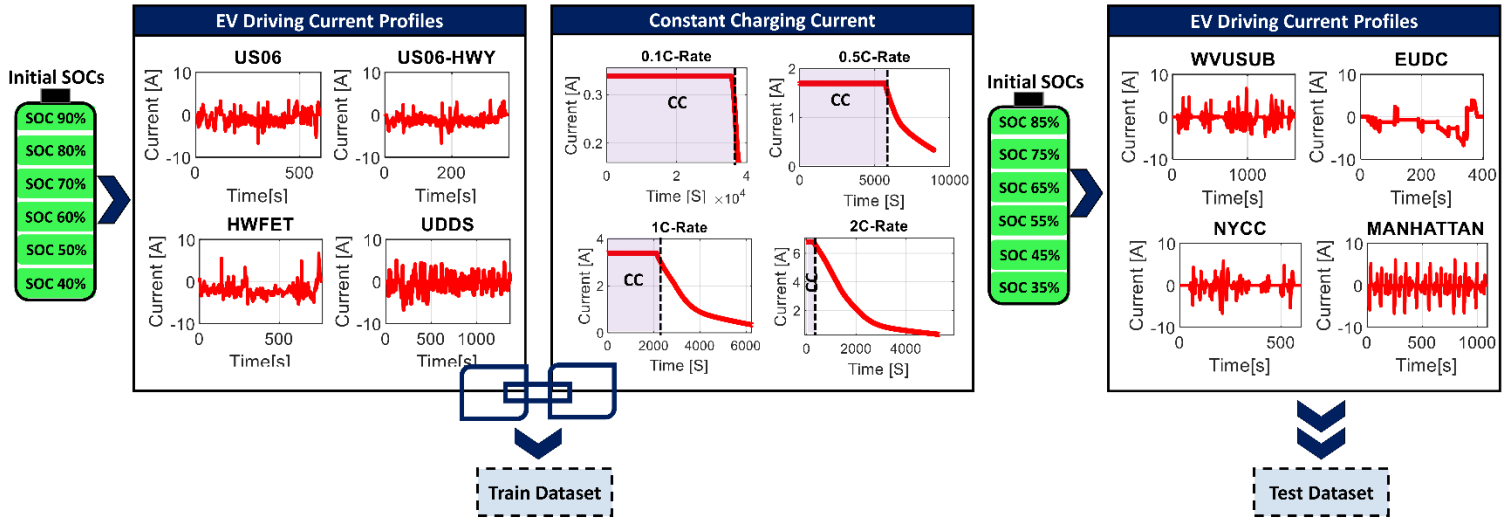 EV Driving Current Profiles
Constant Charging Current
EV Driving Current Profiles
Initial SOCs
SOC 90%
SOC 80%
SOC 70%
SOC 60%
SOC 50%
SOC 40%
US06
Current [A]
10
0
-10
0
500
Time[s]
US06-HWY
Current [A]
10
0
-10
0
200
Time[s]
HWFET
Current [A]
10
0
-10
0
500
Time[s]
UDDS
Current [A]
10
0
-10
0
500
1000
Time[s]
0.1C-Rate
Current [A]
0.3
0.2
CC
0
2
4
Time [S]
×10⁴
0.5C-Rate
Current [A]
2
1
0
CC
0
5000
10000
Time [S]
1C-Rate
Current [A]
4
2
0
CC
0
2000
4000
6000
Time [S]
2C-Rate
Current [A]
6
4
2
CC
0
2000
4000
Time [S]
Initial SOCs
SOC 85%
SOC 75%
SOC 65%
SOC 55%
SOC 45%
SOC 35%
WVUSUB
Current [A]
10
0
-10
0
1000
Time[s]
EUDC
Current [A]
10
0
-10
0
200
400
Time[s]
NYCC
Current [A]
10
0
-10
0
500
Time[s]
MANHATTAN
Current [A]
10
0
-10
0
500
1000
Time[s]
Train Dataset
Test Dataset